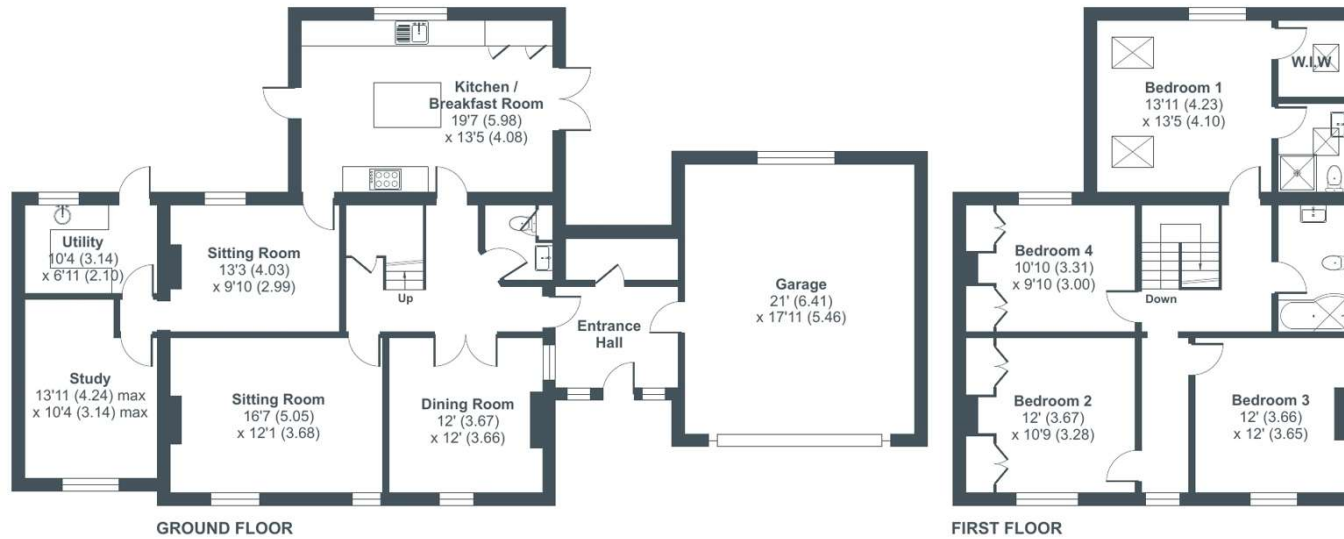 Kitchen /
Breakfast Room
19'7 (5.98)
x 13'5 (4.08)
Utility
10'4 (3.14)
x 6'11 (2.10)
Sitting Room
13'3 (4.03)
x 9'10 (2.99)
Up
Garage
21' (6.41)
x 17'11 (5.46)
Entrance
Hall
Study
13'11 (4.24) max
x 10'4 (3.14) max
Sitting Room
16'7 (5.05)
x 12'1 (3.68)
Dining Room
12' (3.67)
x 12' (3.66)
GROUND FLOOR
W.I.W
Bedroom 1
13'11 (4.23)
x 13'5 (4.10)
Bedroom 4
10'10 (3.31)
x 9'10 (3.00)
Down
Bedroom 2
12' (3.67)
x 10'9 (3.28)
Bedroom 3
12' (3.66)
x 12' (3.65)
FIRST FLOOR